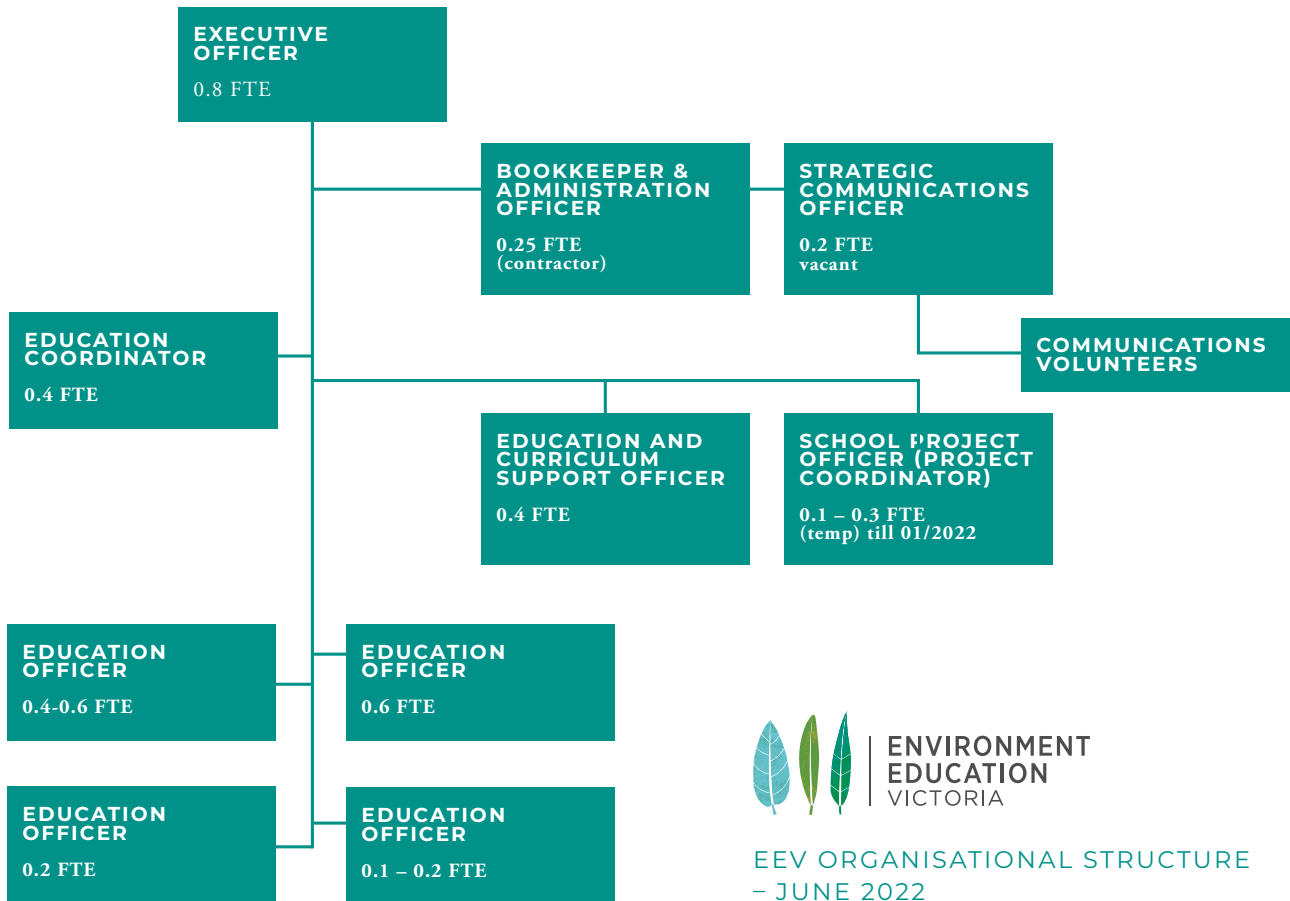 EXECUTIVE
OFFICER
0.8 FTE
BOOKKEEPER &
ADMINISTRATION
OFFICER
0.25 FTE
(contractor)
STRATEGIC
COMMUNICATIONS
OFFICER
0.2 FTE
vacant
EDUCATION
COORDINATOR
0.4 FTE
COMMUNICATIONS
VOLUNTEERS
EDUCATION AND
CURRICULUM
SUPPORT OFFICER
0.4 FTE
SCHOOL PROJECT
OFFICER (PROJECT
COORDINATOR)
0.1 – 0.3 FTE
(temp) till 01/2022
EDUCATION
OFFICER
0.4-0.6 FTE
EDUCATION
OFFICER
0.6 FTE
EDUCATION
OFFICER
0.2 FTE
EDUCATION
OFFICER
0.1 – 0.2 FTE
ENVIRONMENT
EDUCATION
VICTORIA
EEV ORGANISATIONAL STRUCTURE
– JUNE 2022